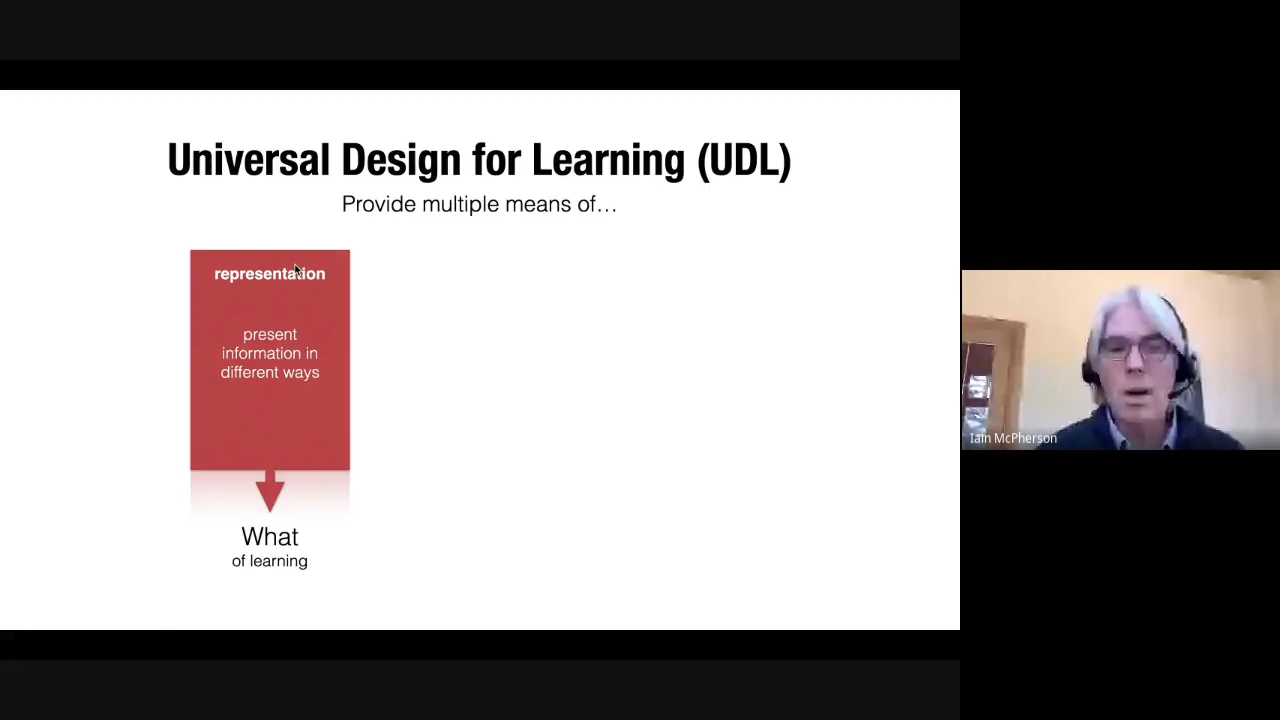 Universal Design for Learning (UDL)
Provide multiple means of…
representation
present
information in
different ways
What
of learning
Iain McPherson